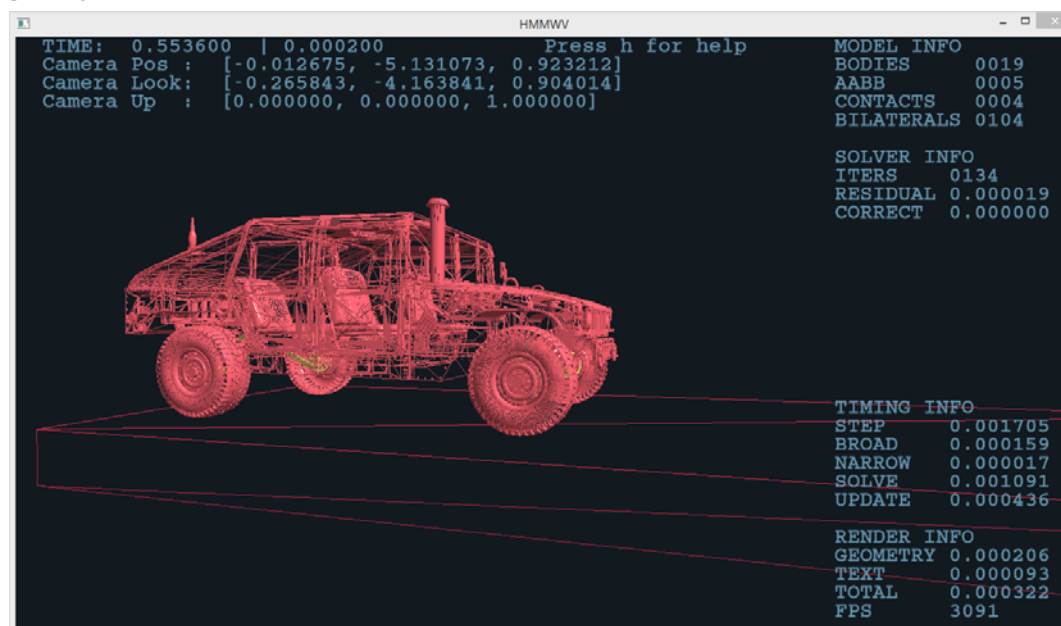 HMMWV
TIME: 0.553600 | 0.000200 Press h for help
Camera Pos : [-0.012675, -5.131073, 0.923212]
Camera Look: [-0.265843, -4.163841, 0.904014]
Camera Up : [0.000000, 0.000000, 1.000000]
MODEL INFO
BODIES 0019
AABB 0005
CONTACTS 0004
BILATERALS 0104
SOLVER INFO
ITERS 0134
RESIDUAL 0.000019
CORRECT 0.000000
TIMING INFO
STEP 0.001705
BROAD 0.000159
NARROW 0.000017
SOLVE 0.001091
UPDATE 0.000436
RENDER INFO
GEOMETRY 0.000206
TEXT 0.000093
TOTAL 0.000322
FPS 3091